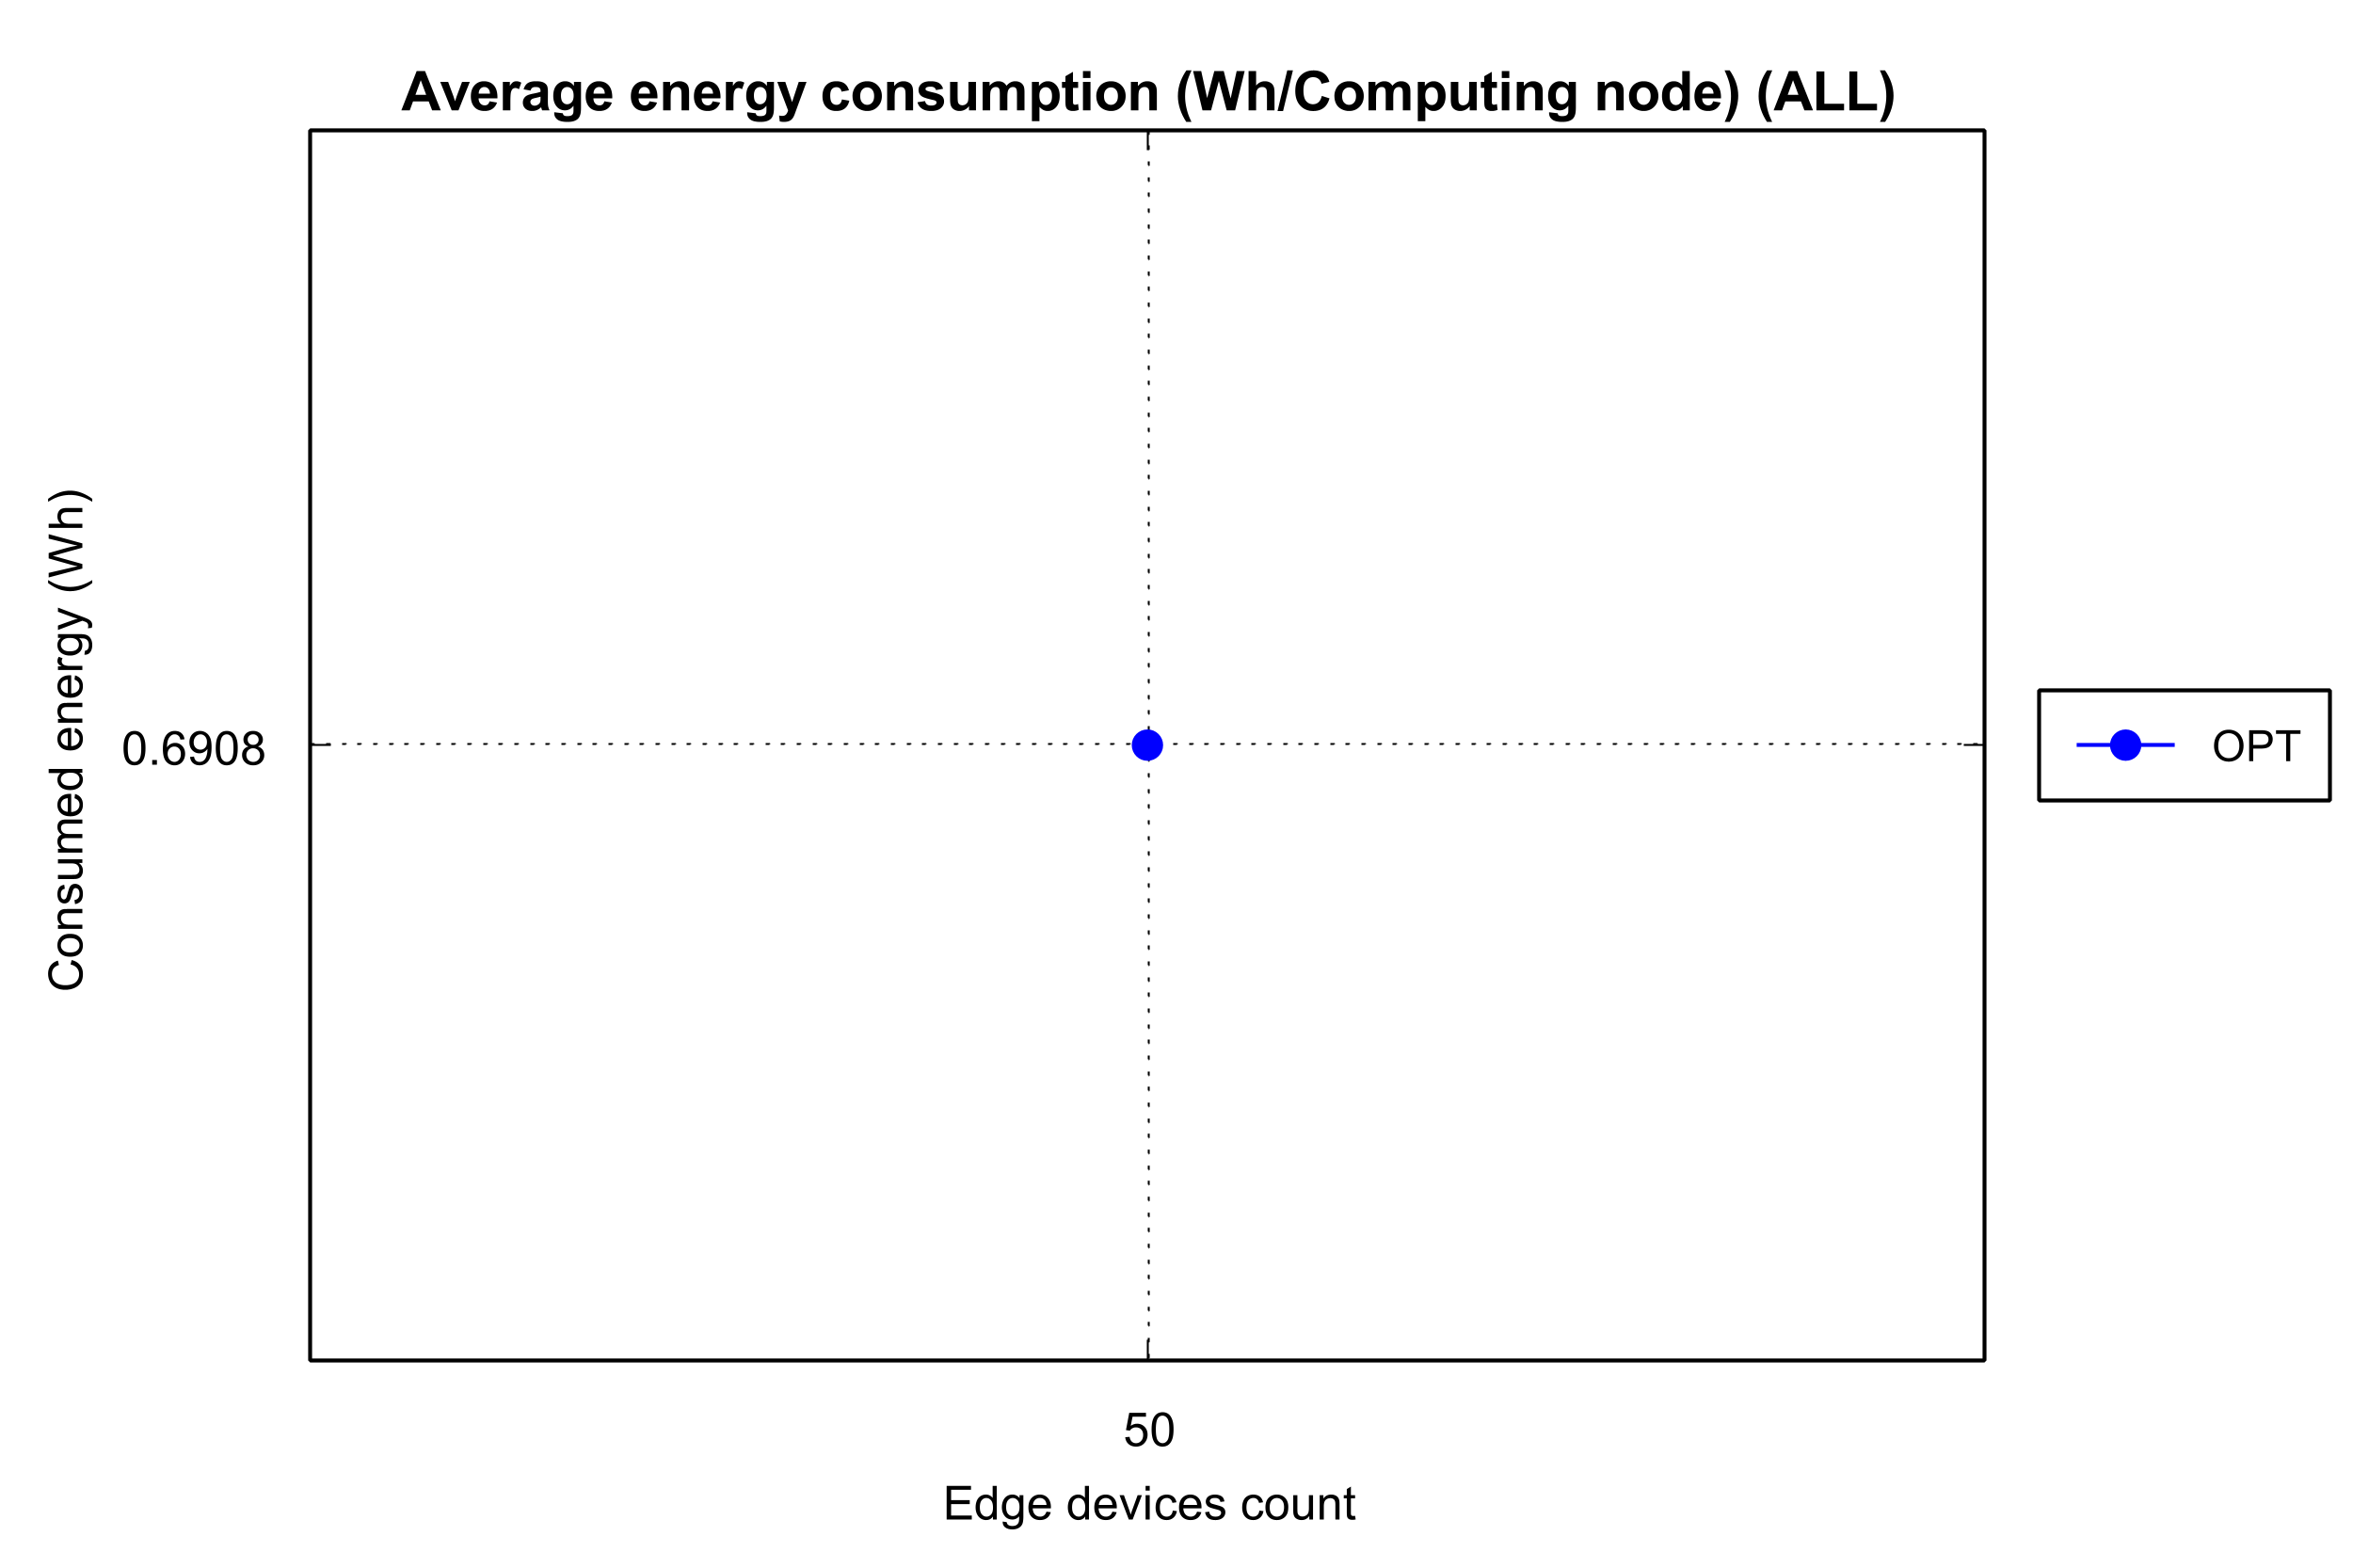 Average energy consumption (Wh/Computing node) (ALL)
Consumed energy (Wh)
0.6908
OPT
50
Edge devices count